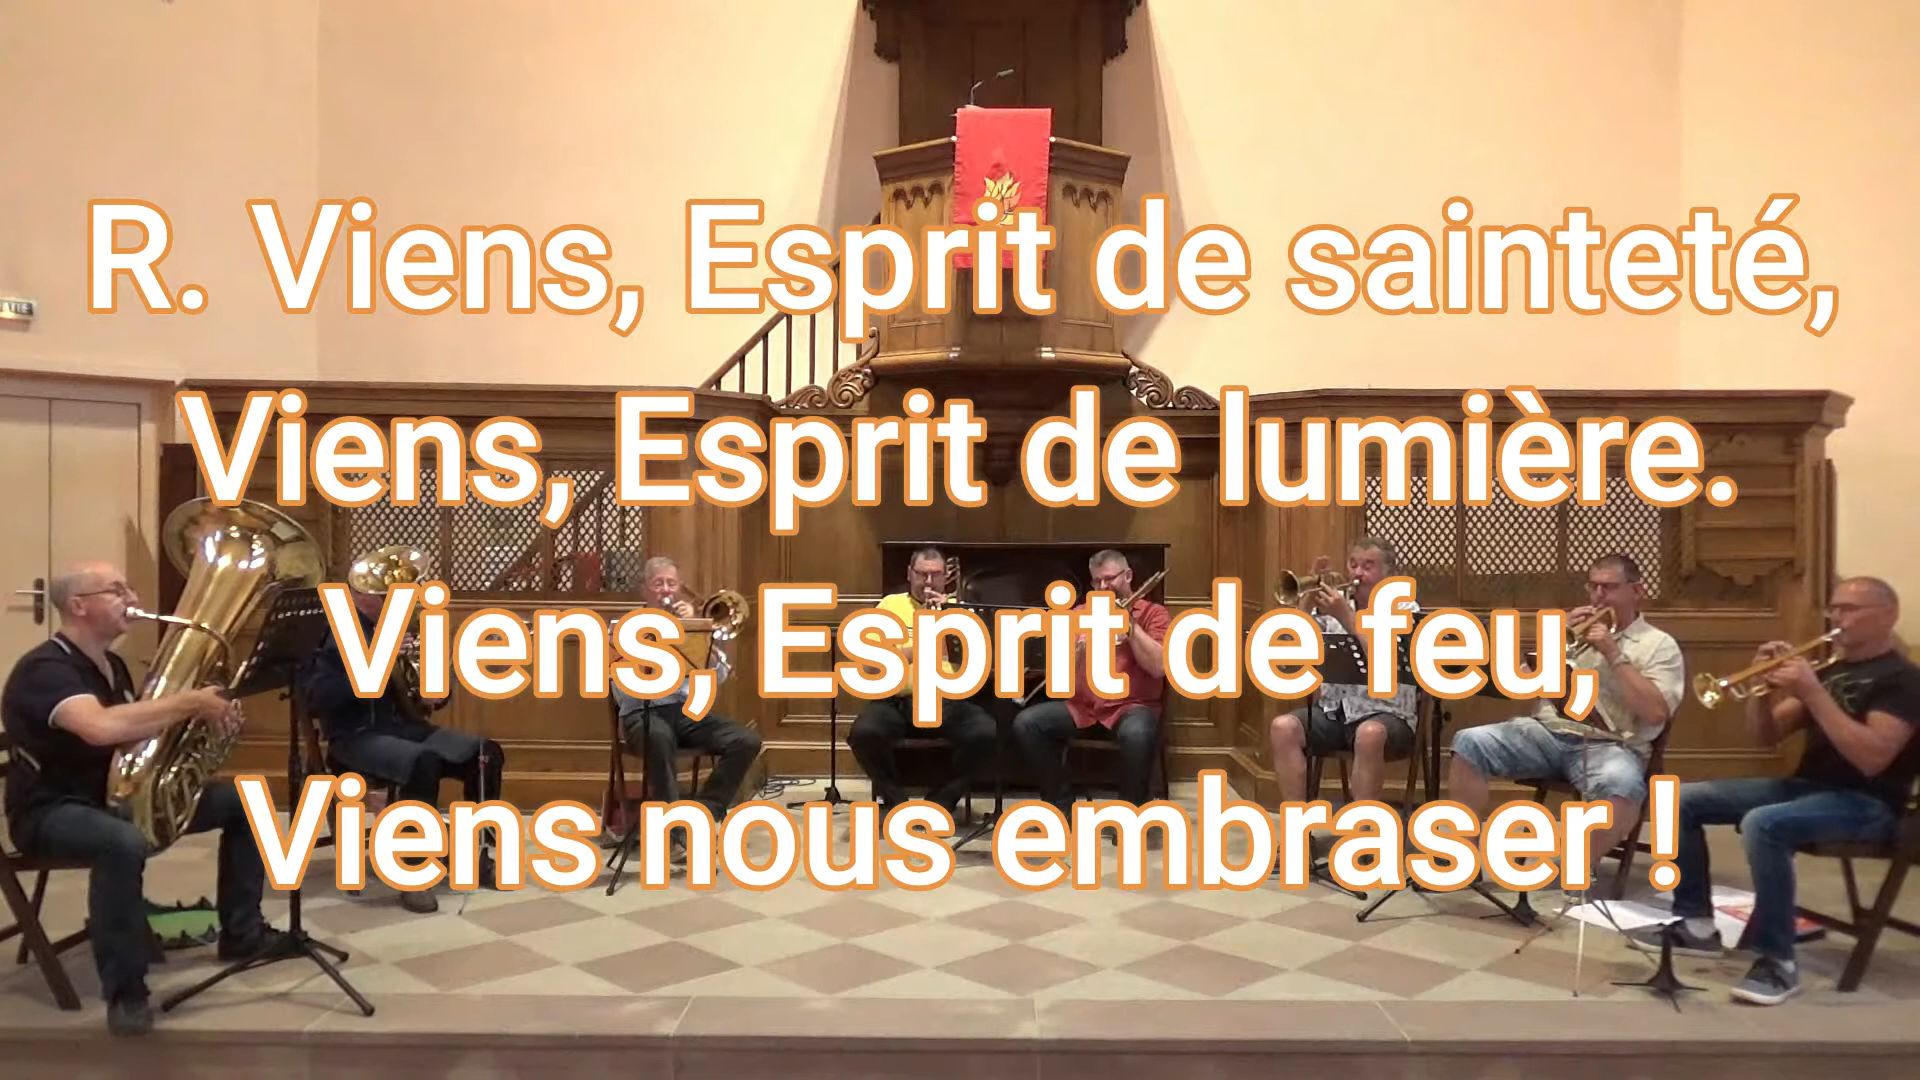 R. Viens, Esprit de sainteté,
Viens, Esprit de lumière.
Viens, Esprit de feu,
Viens nous embraser !